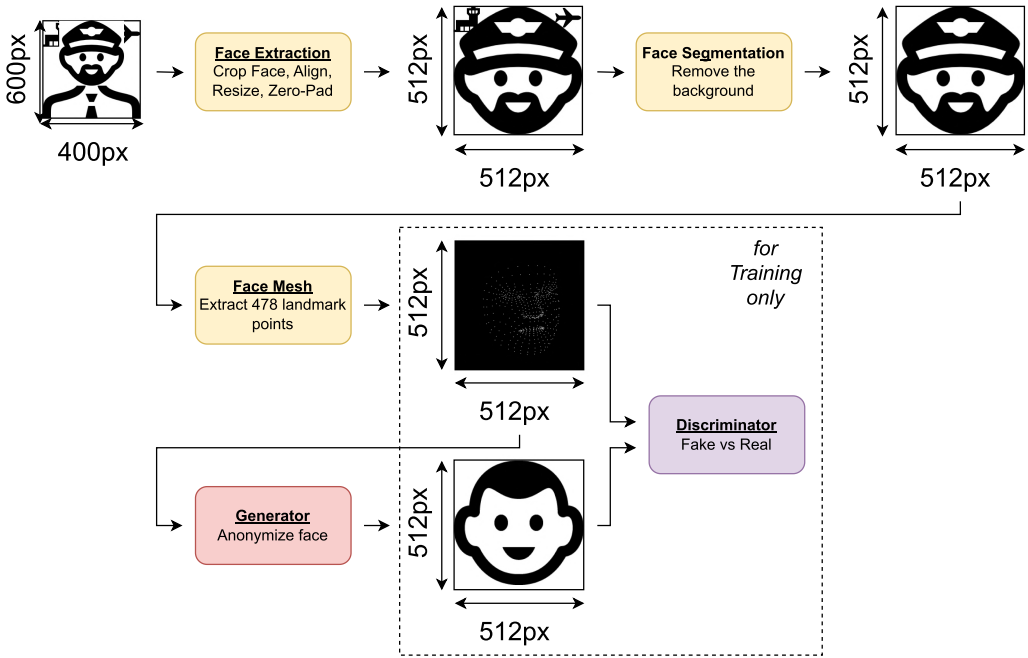 600px
400px
Face Extraction
Crop Face, Align,
Resize, Zero-Pad
512px
512px
Face Segmentation
Remove the
background
512px
512px
Face Mesh
Extract 478 landmark
points
512px
512px
for
Training
only
Discriminator
Fake vs Real
Generator
Anonymize face
512px
512px